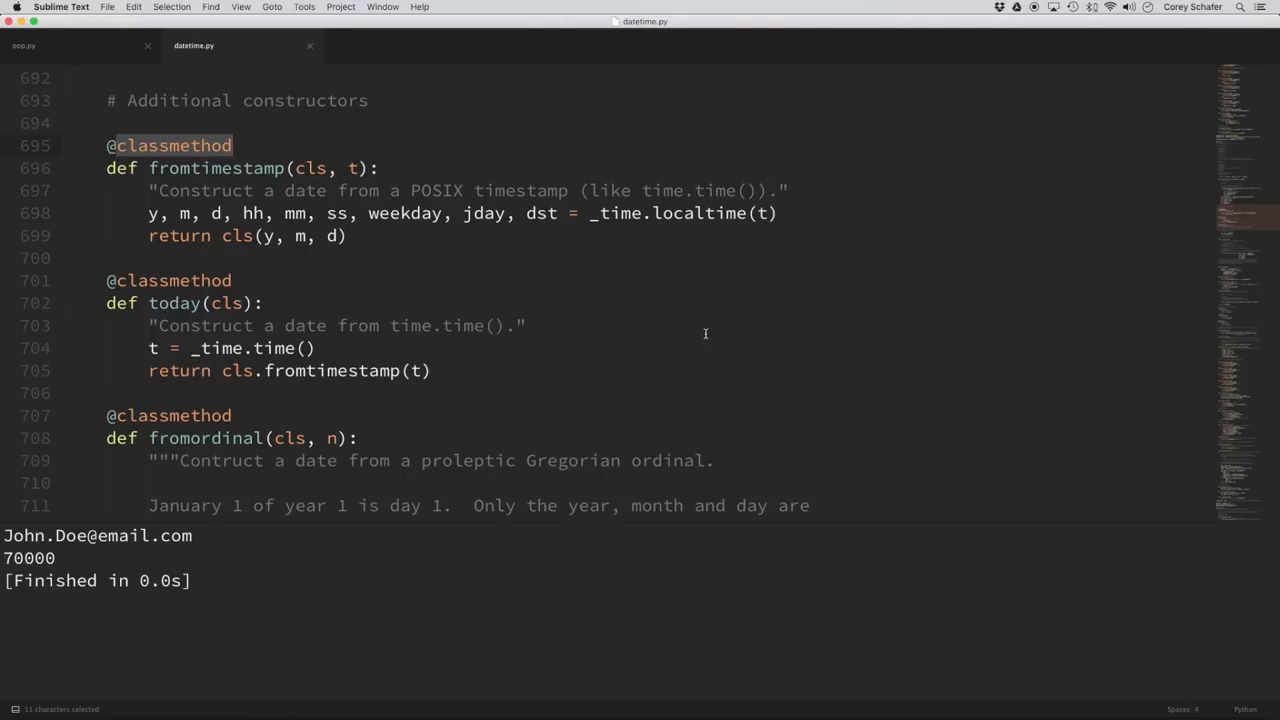 Sublime Text File Edit Selection Find View Goto Tools Project Window Help Corey Schafer
datetime.py
oop.py datetime.py
692
693 # Additional constructors
694
695 @classmethod
696 def fromtimestamp(cls, t):
697 "Construct a date from a POSIX timestamp (like time.time())."
698 y, m, d, hh, mm, ss, weekday, jday, dst = _time.localtime(t)
699 return cls(y, m, d)
700
701 @classmethod
702 def today(cls):
703 "Construct a date from time.time()."
704 t = _time.time()
705 return cls.fromtimestamp(t)
706
707 @classmethod
708 def fromordinal(cls, n):
709 """Contruct a date from a proleptic Gregorian ordinal.
710
711 January 1 of year 1 is day 1.  Only the year, month and day are
John.Doe@email.com
70000
[Finished in 0.0s]
11 characters selected Spaces: 4 Python